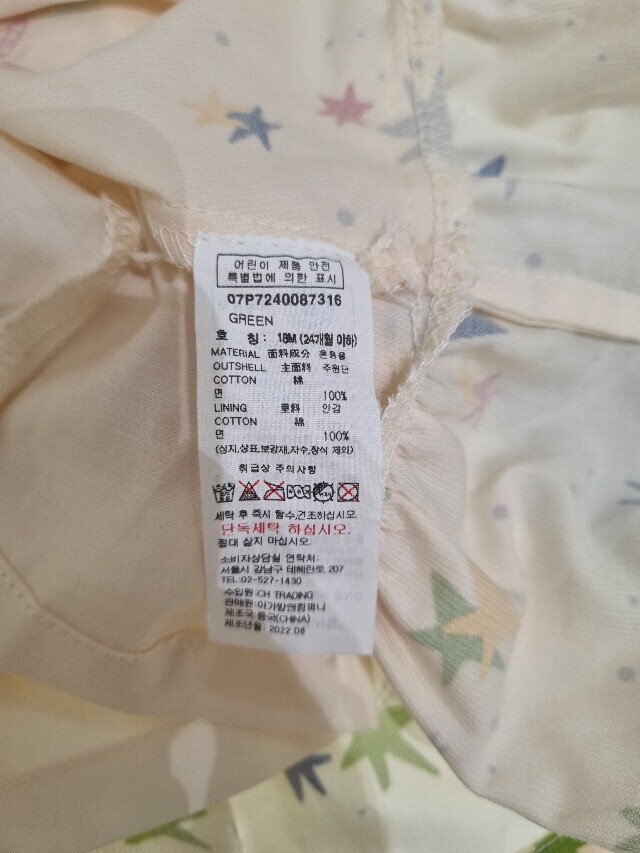 어린이 제품 안전
특별법에 의한 표시
07P7240087316
GREEN
호 칭: 18M (24개월 이하)
MATERIAL 面料成分 혼용율
OUTSHELL 主面料 주원단
COTTON 綿
면 100%
LINING 里料 안감
COTTON 綿
면 100%
(심지,상표,보강재,자수,장식 제외)
취급상 주의사항
세탁 후 즉시 탈수,건조하십시오.
단독세탁 하십시오.
절대 삶지 마십시오.
소비자상담실 연락처:
서울시 강남구 테헤란로 207
TEL:02-527-1430
수입원:CH TRADING
판매원:아가방앤컴퍼니
제조국:중국(CHINA)
제조년월: 2022.08